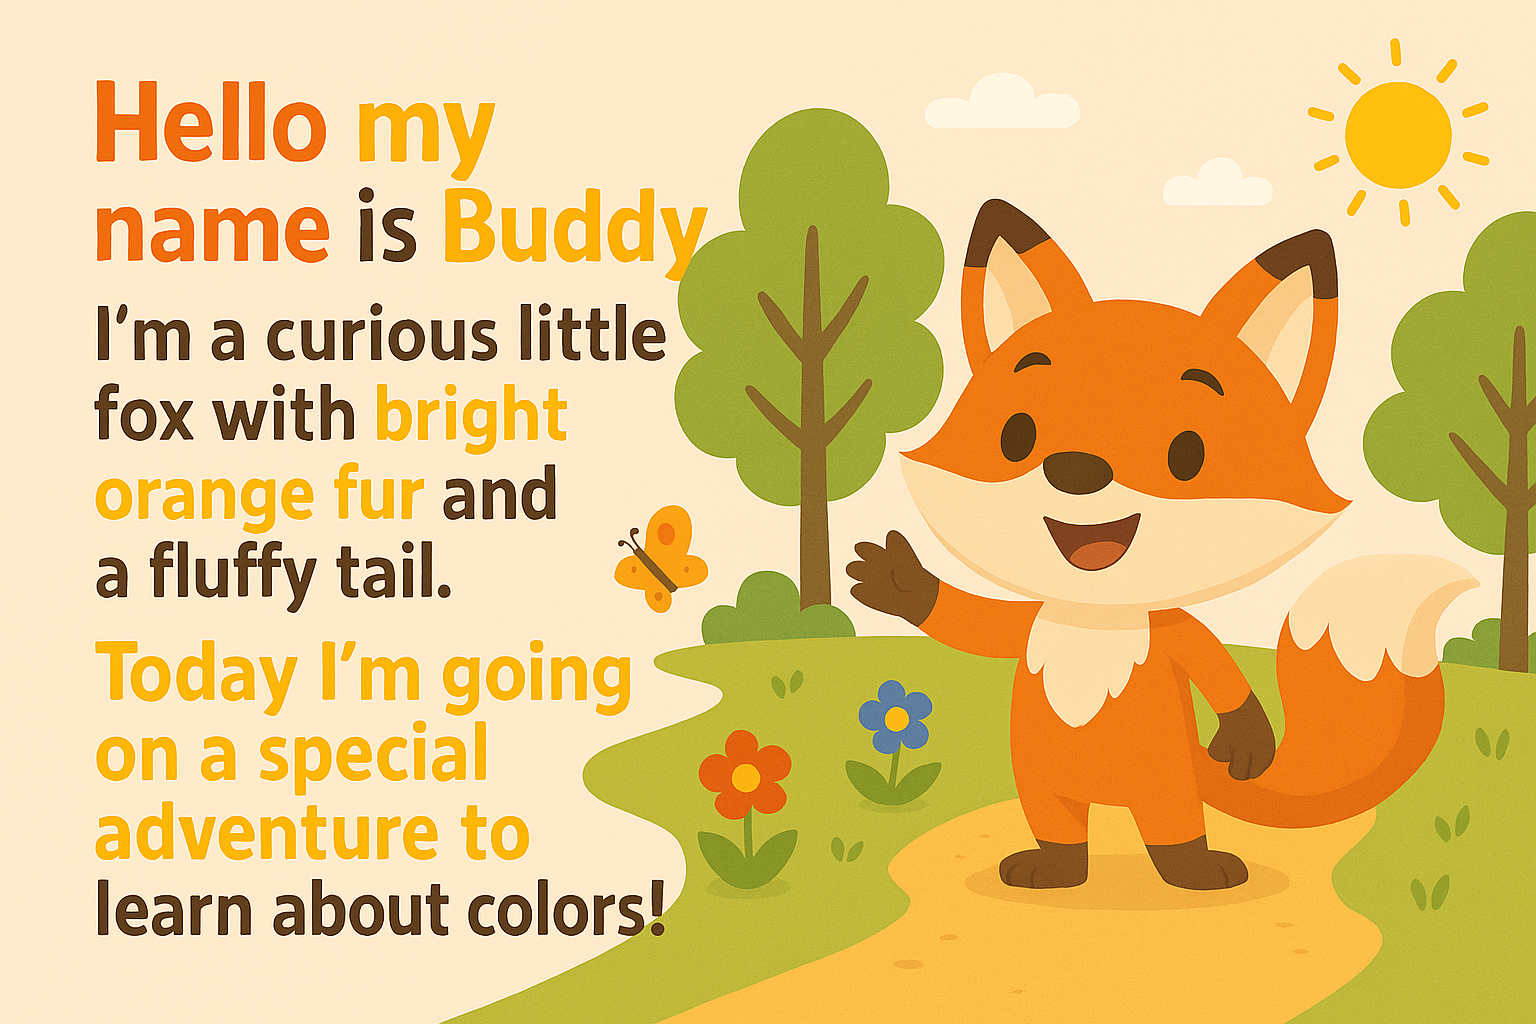 Hello my
name is Buddy
I'm a curious little
fox with bright
orange fur and
a fluffy tail.
Today I'm going
on a special
adventure to
learn about colors!